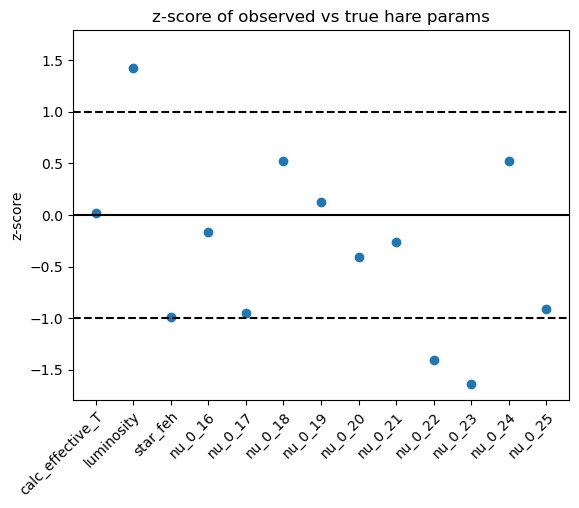 z-score of observed vs true hare params
z-score
1.5
1.0
0.5
0.0
−0.5
−1.0
−1.5
calc_effective_T
luminosity
star_feh
nu_0_16
nu_0_17
nu_0_18
nu_0_19
nu_0_20
nu_0_21
nu_0_22
nu_0_23
nu_0_24
nu_0_25